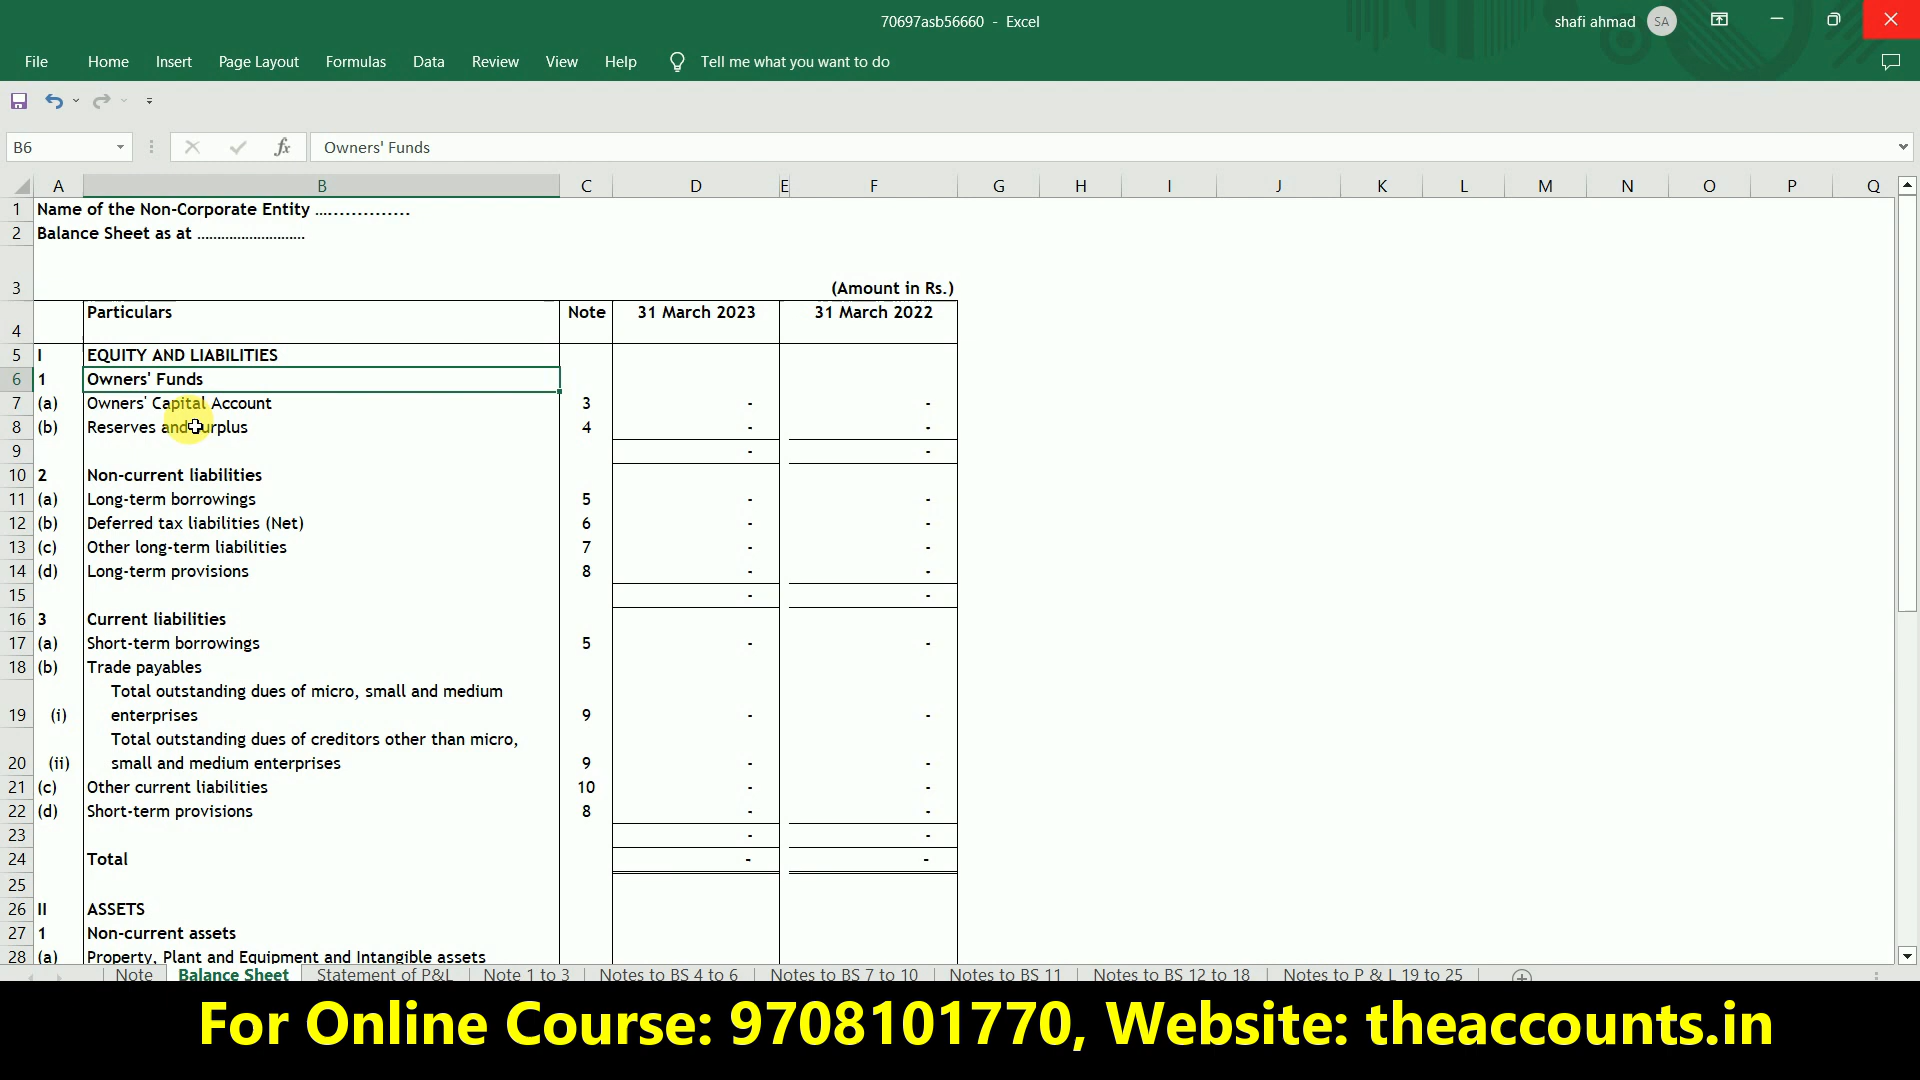 70697asb56660 - Excel
shafi ahmad SA
File Home Insert Page Layout Formulas Data Review View Help Tell me what you want to do
B6 fx Owners' Funds
A B C D E F G H I J K L M N O P Q
1 Name of the Non-Corporate Entity .................
2 Balance Sheet as at ..........................
3 (Amount in Rs.)
4 Particulars Note 31 March 2023 31 March 2022
5 I EQUITY AND LIABILITIES
6 1 Owners' Funds
7 (a) Owners' Capital Account 3 - -
8 (b) Reserves and Surplus 4 - -
9 - -
10 2 Non-current liabilities
11 (a) Long-term borrowings 5 - -
12 (b) Deferred tax liabilities (Net) 6 - -
13 (c) Other long-term liabilities 7 - -
14 (d) Long-term provisions 8 - -
15 - -
16 3 Current liabilities
17 (a) Short-term borrowings 5 - -
18 (b) Trade payables
Total outstanding dues of micro, small and medium
19 (i) enterprises 9 - -
Total outstanding dues of creditors other than micro,
20 (ii) small and medium enterprises 9 - -
21 (c) Other current liabilities 10 - -
22 (d) Short-term provisions 8 - -
23 - -
24 Total - -
25
26 II ASSETS
27 1 Non-current assets
28 (a) Property, Plant and Equipment and Intangible assets
Note Balance Sheet Statement of P&L Note 1 to 3 Notes to BS 4 to 6 Notes to BS 7 to 10 Notes to BS 11 Notes to BS 12 to 18 Notes to P & L 19 to 25
For Online Course: 9708101770, Website: theaccounts.in